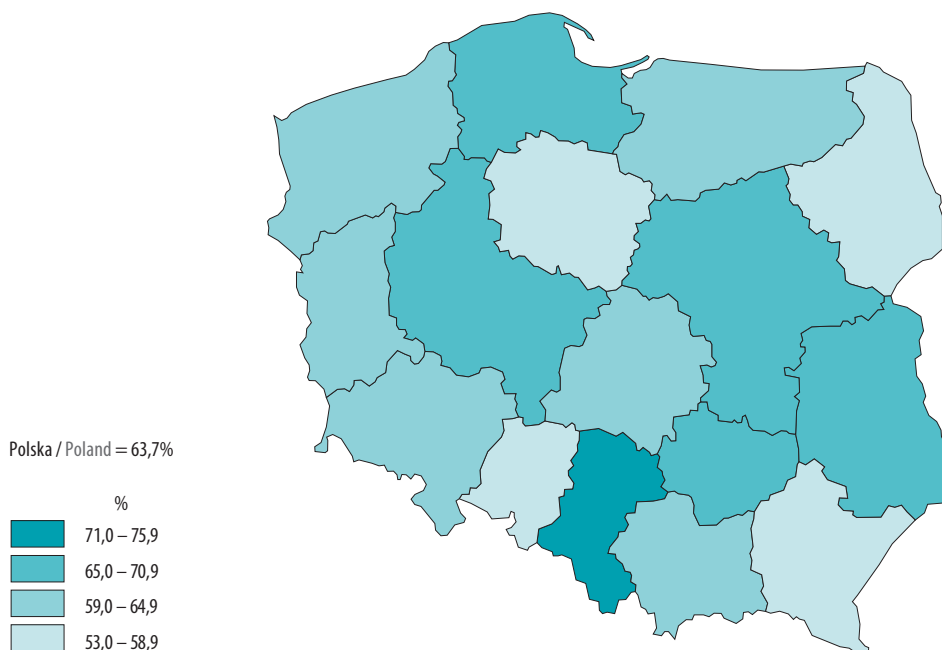 Polska / Poland = 63,7%
%
71,0 – 75,9
65,0 – 70,9
59,0 – 64,9
53,0 – 58,9